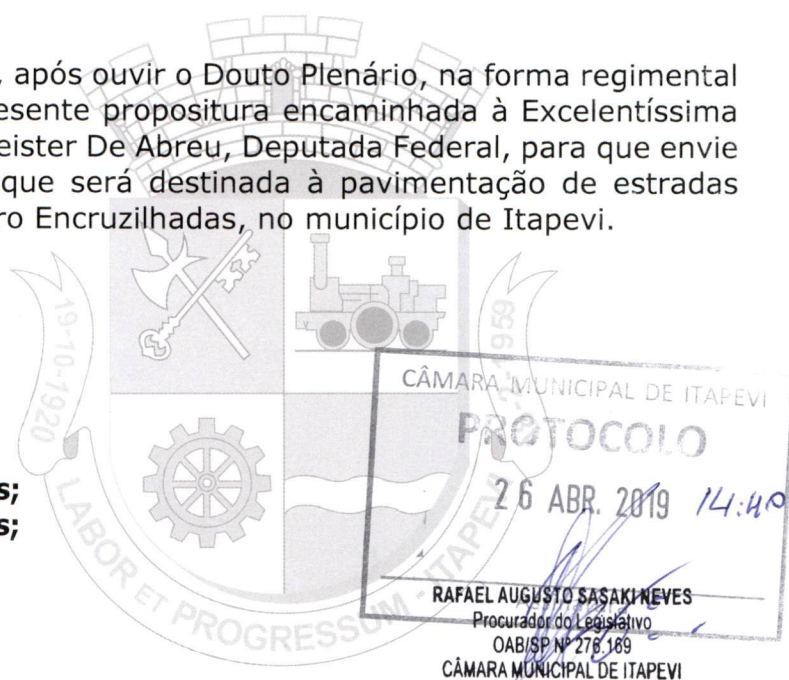 , após ouvir o Douto Plenário, na forma regimental
esente propositura encaminhada à Excelentíssima
eister De Abreu, Deputada Federal, para que envie
que será destinada à pavimentação de estradas
ro Encruzilhadas, no município de Itapevi.
19-10-1920
1959
CÂMARA MUNICIPAL DE ITAPEVI
PROTOCOLO
26 ABR. 2019 14:40
s;
s;
LABOR ET PROGRESSUM - ITAPEVI
RAFAEL AUGUSTO SASAKI NEVES
Procurador do Legislativo
OAB/SP Nº 276.169
CÂMARA MUNICIPAL DE ITAPEVI